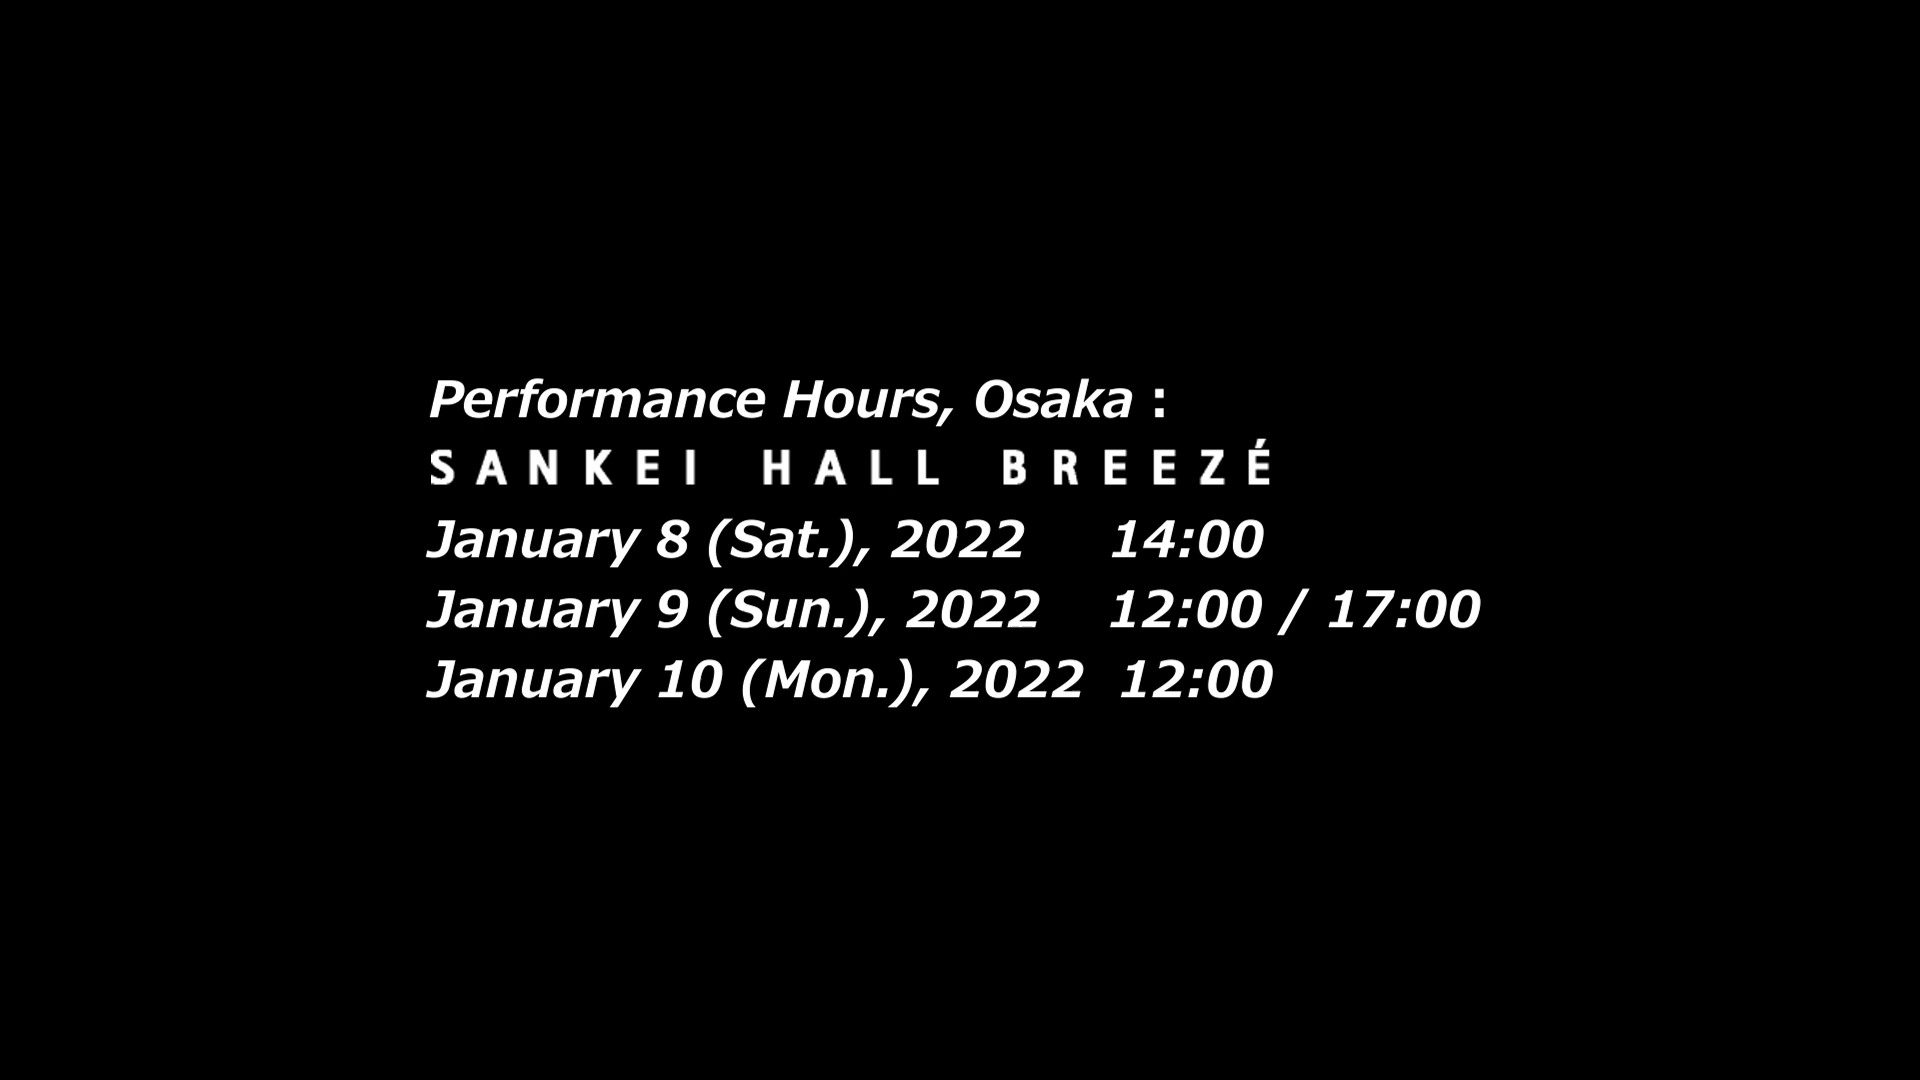 Performance Hours, Osaka :
SANKEI HALL BREEZÉ
January 8 (Sat.), 2022 14:00
January 9 (Sun.), 2022 12:00 / 17:00
January 10 (Mon.), 2022 12:00